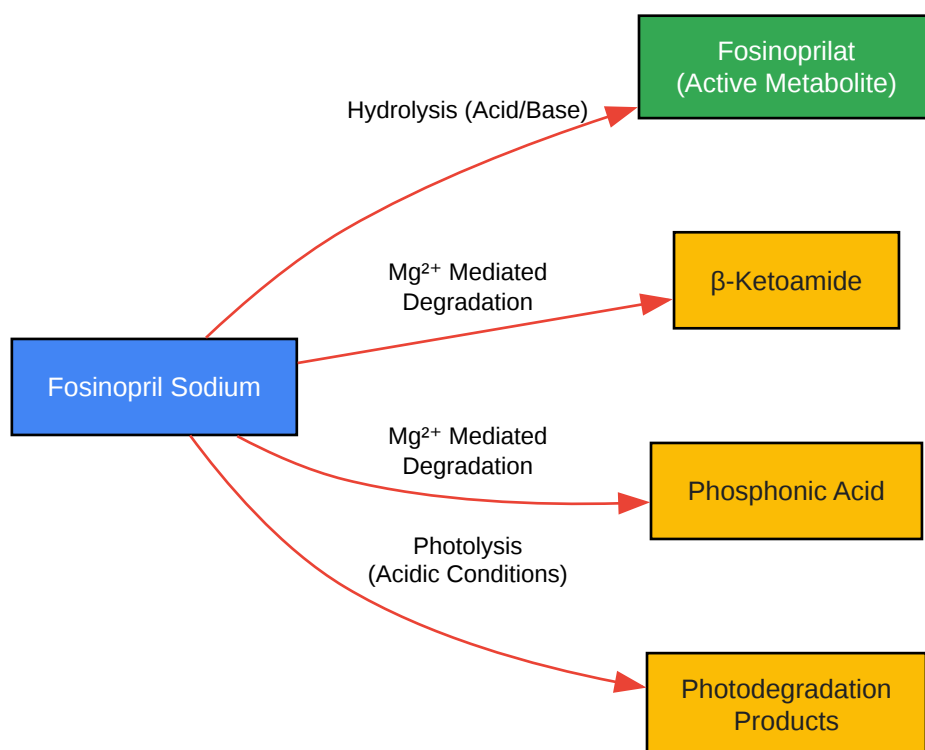 Fosinoprilat
(Active Metabolite)
Hydrolysis (Acid/Base)
Mg²⁺ Mediated
Degradation
β-Ketoamide
Fosinopril Sodium
Mg²⁺ Mediated
Degradation
Phosphonic Acid
Photolysis
(Acidic Conditions)
Photodegradation
Products